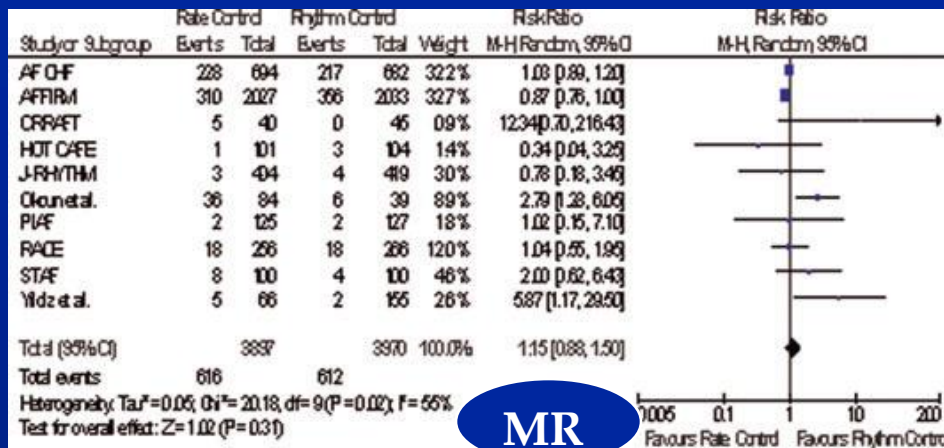 Rate Control Rhythm Control Risk Ratio Risk Ratio
Study or Subgroup Events Total Events Total Weight M-H, Random, 95% CI M-H, Random, 95% CI
AF CHF 228 694 217 682 32.2% 1.03 [0.89, 1.20]
AFFIRM 310 2027 356 2033 32.7% 0.87 [0.76, 1.00]
CRRAFT 5 40 0 45 0.9% 12.34 [0.70, 216.43]
HOT CAFE 1 101 3 104 1.4% 0.34 [0.04, 3.25]
J-RHYTHM 3 404 4 419 3.0% 0.78 [0.18, 3.46]
Okcun et al. 36 84 6 39 8.9% 2.79 [1.28, 6.05]
PIAF 2 125 2 127 1.8% 1.02 [0.15, 7.10]
RACE 18 256 18 266 12.0% 1.04 [0.55, 1.95]
STAF 8 100 4 100 4.6% 2.00 [0.62, 6.43]
Yildiz et al. 5 66 2 155 2.6% 5.87 [1.17, 29.50]
Total (95% CI) 3897 3970 100.0% 1.15 [0.88, 1.50]
Total events 616 612
Heterogeneity: Tau² = 0.05; Chi² = 20.18, df = 9 (P = 0.02); I² = 55%
Test for overall effect: Z = 1.02 (P = 0.31)
0.005 0.1 1 10 200
Favours Rate Control Favours Rhythm Contro
MR